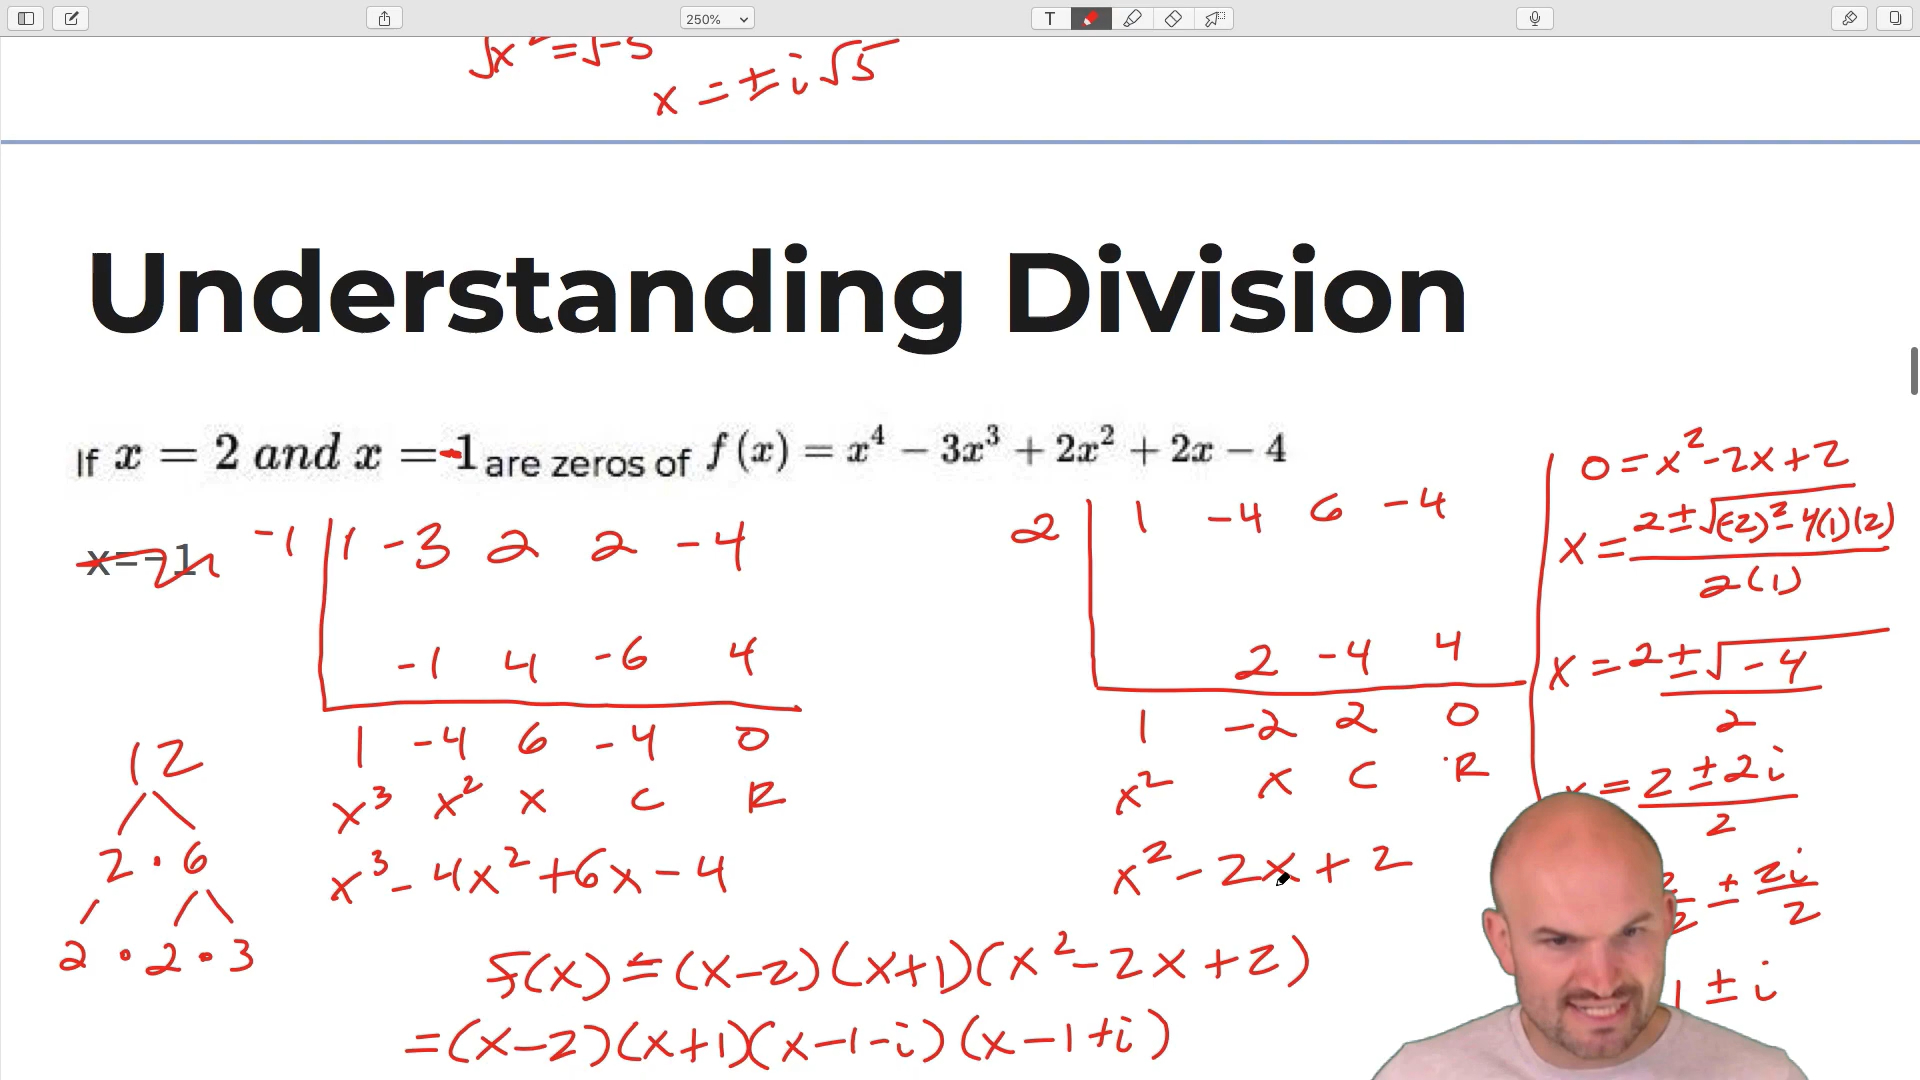 250%
T
√x² = √-5
x = ± i √5
Understanding Division
If x = 2 and x = -1 are zeros of f(x) = x⁴ − 3x³ + 2x² + 2x − 4
x=-1
-1 | 1 -3 2 2 -4
-1 4 -6 4
1 -4 6 -4 0
x³ x² x c R
x³ - 4x² + 6x - 4
12
2 · 6
2 · 2 · 3
2 | 1 -4 6 -4
2 -4 4
1 -2 2 0
x² x c R
x² - 2x + 2
f(x) = (x-2)(x+1)(x²-2x+2)
= (x-2)(x+1)(x-1-i)(x-1+i)
0 = x²-2x+2
x = 2 ± √(-2)² - 4(1)(2)
2(1)
x = 2 ± √-4
2
= 2 ± 2i
2
± 2i
2
1 ± i